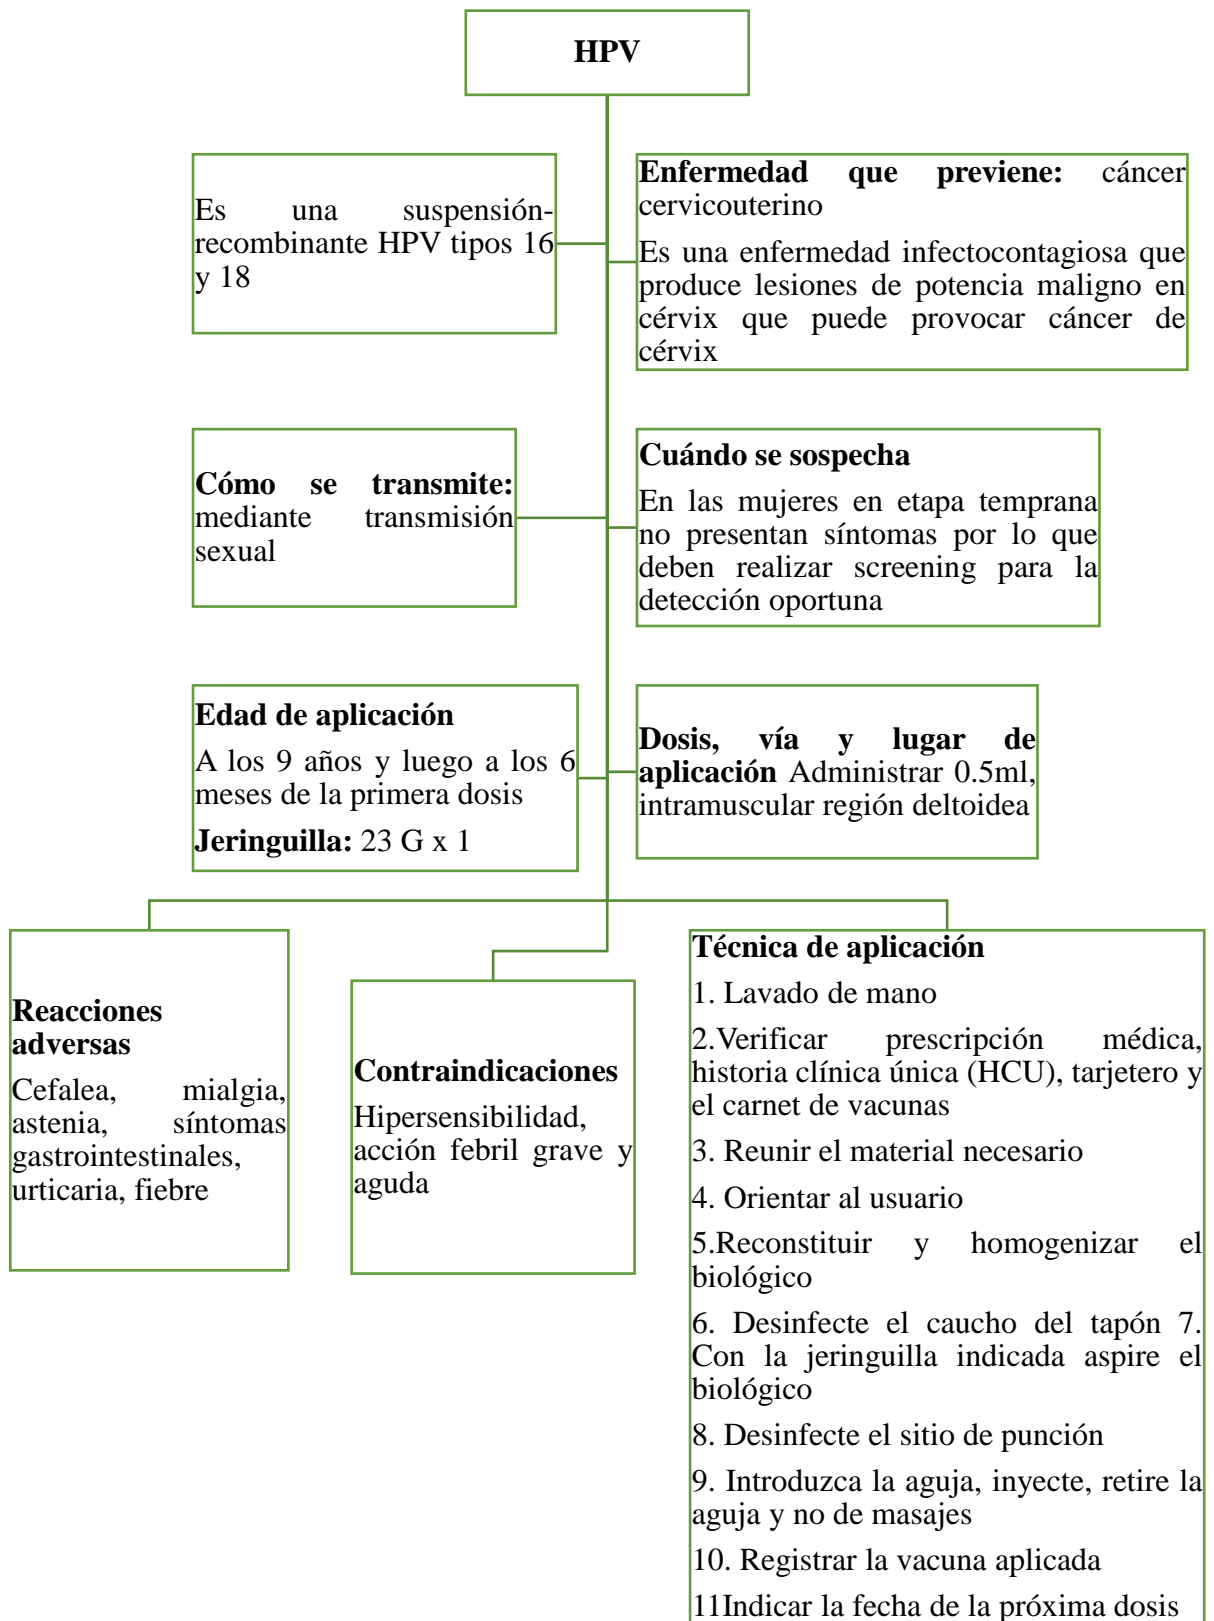 HPV
Es una suspensión-
recombinante HPV tipos 16
y 18
Enfermedad que previene: cáncer
cervicouterino
Es una enfermedad infectocontagiosa que
produce lesiones de potencia maligno en
cérvix que puede provocar cáncer de
cérvix
Cómo se transmite:
mediante transmisión
sexual
Cuándo se sospecha
En las mujeres en etapa temprana
no presentan síntomas por lo que
deben realizar screening para la
detección oportuna
Edad de aplicación
A los 9 años y luego a los 6
meses de la primera dosis
Jeringuilla: 23 G x 1
Dosis, vía y lugar de
aplicación Administrar 0.5ml,
intramuscular región deltoidea
Reacciones
adversas
Cefalea, mialgia,
astenia, síntomas
gastrointestinales,
urticaria, fiebre
Contraindicaciones
Hipersensibilidad,
acción febril grave y
aguda
Técnica de aplicación
1. Lavado de mano
2.Verificar prescripción médica,
historia clínica única (HCU), tarjetero y
el carnet de vacunas
3. Reunir el material necesario
4. Orientar al usuario
5.Reconstituir y homogenizar el
biológico
6. Desinfecte el caucho del tapón 7.
Con la jeringuilla indicada aspire el
biológico
8. Desinfecte el sitio de punción
9. Introduzca la aguja, inyecte, retire la
aguja y no de masajes
10. Registrar la vacuna aplicada
11Indicar la fecha de la próxima dosis